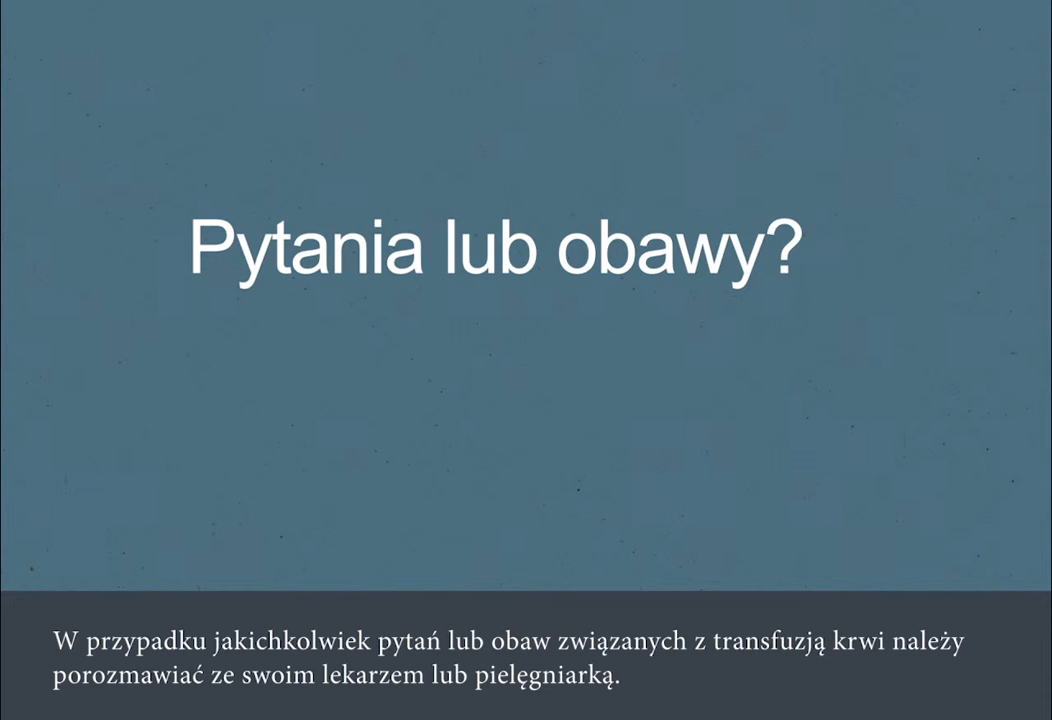 Pytania lub obawy?
W przypadku jakichkolwiek pytań lub obaw związanych z transfuzją krwi należy
porozmawiać ze swoim lekarzem lub pielęgniarką.